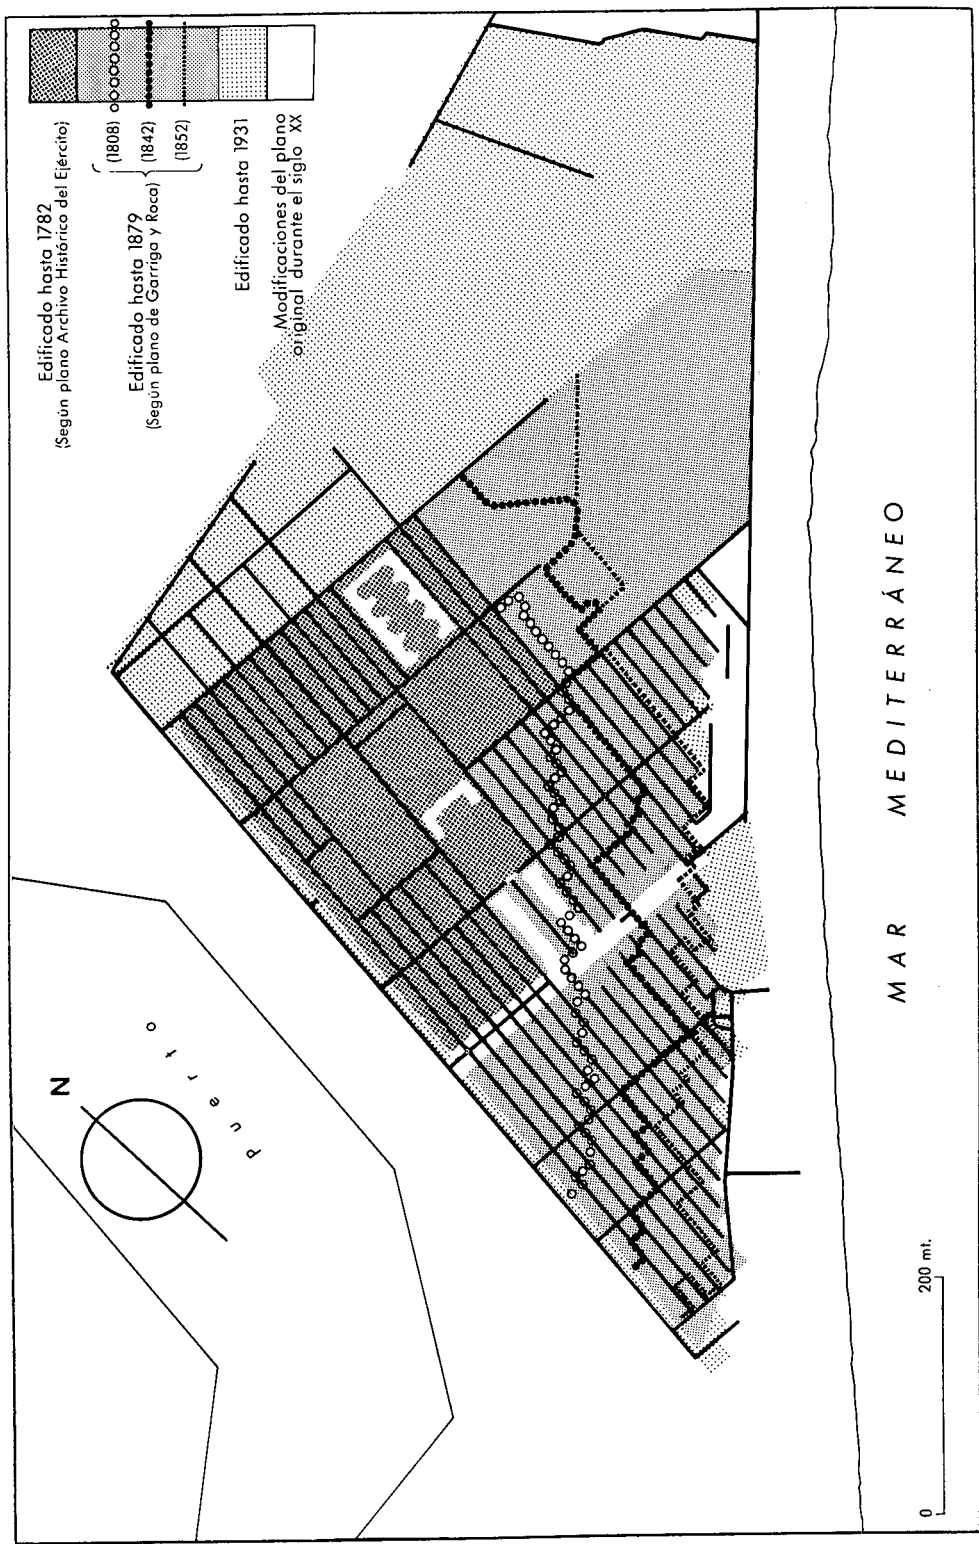 Edificado hasta 1782
(Según plano Archivo Histórico del Ejército)
(1808)
(1842)
(1852)
Edificado hasta 1879
(Según plano de Garriga y Roca)
Edificado hasta 1931
Modificaciones del plano
original durante el siglo XX
N
Puerto
MAR MEDITERRÁNEO
0 200 mt.